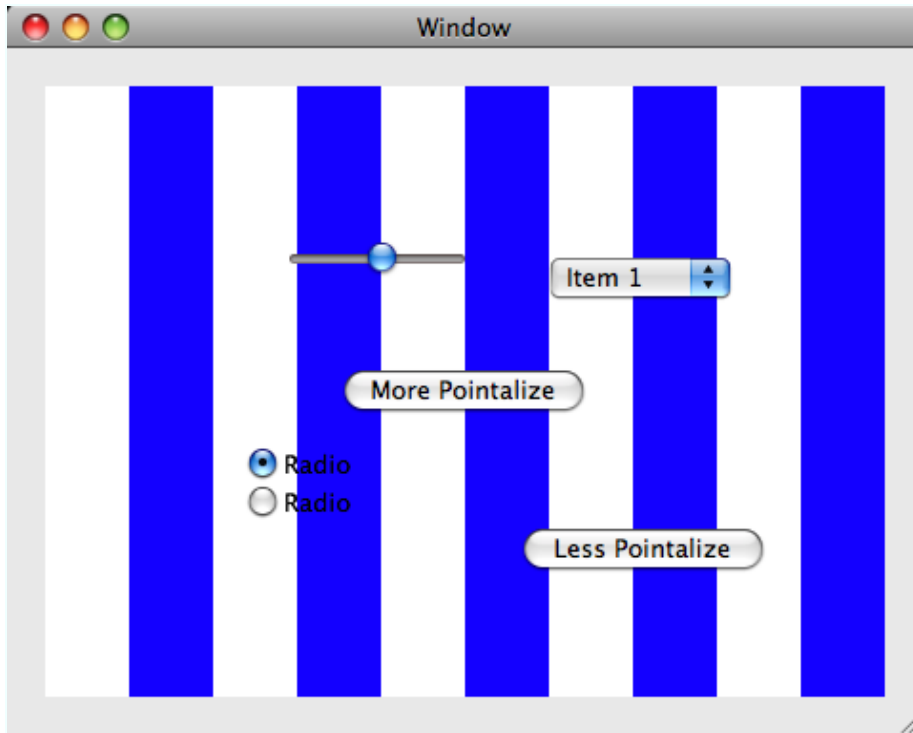 Window
Item 1
More Pointalize
Radio
Radio
Less Pointalize